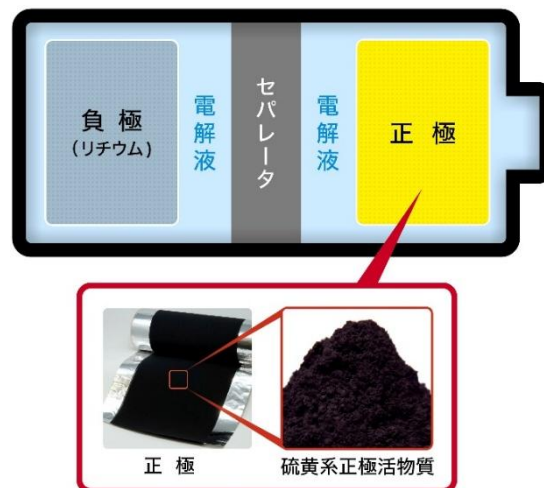 負極
(リチウム)
電解液
セパレータ
電解液
正極
正極
硫黄系正極活物質